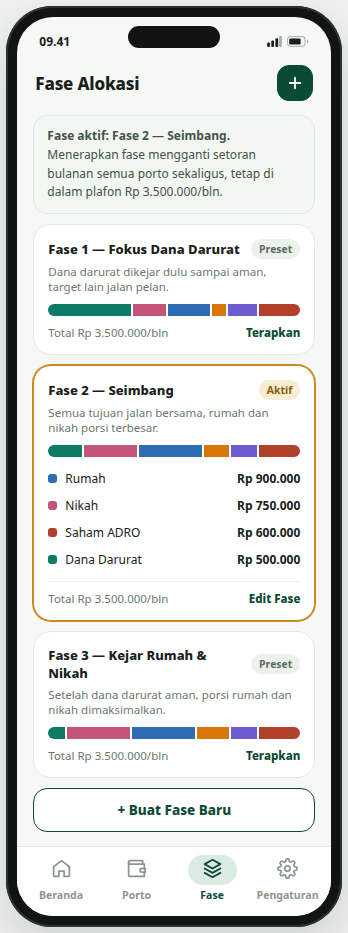 09.41
Fase Alokasi
Fase aktif: Fase 2 — Seimbang.
Menerapkan fase mengganti setoran
bulanan semua porto sekaligus, tetap di
dalam plafon Rp 3.500.000/bln.
Fase 1 — Fokus Dana Darurat
Preset
Dana darurat dikejar dulu sampai aman,
target lain jalan pelan.
Total Rp 3.500.000/bln
Terapkan
Fase 2 — Seimbang
Aktif
Semua tujuan jalan bersama, rumah dan
nikah porsi terbesar.
Rumah
Rp 900.000
Nikah
Rp 750.000
Saham ADRO
Rp 600.000
Dana Darurat
Rp 500.000
Total Rp 3.500.000/bln
Edit Fase
Fase 3 — Kejar Rumah &
Nikah
Preset
Setelah dana darurat aman, porsi rumah dan
nikah dimaksimalkan.
Total Rp 3.500.000/bln
Terapkan
+ Buat Fase Baru
Beranda
Porto
Fase
Pengaturan